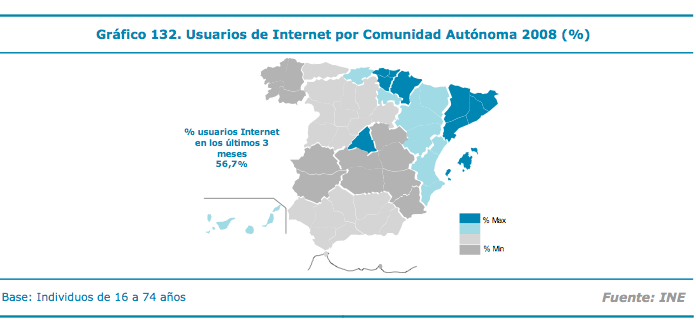 Gráfico 132. Usuarios de Internet por Comunidad Autónoma 2008 (%)
% usuarios Internet
en los últimos 3
meses
56,7%
% Max
% Min
Base: Individuos de 16 a 74 años
Fuente: INE